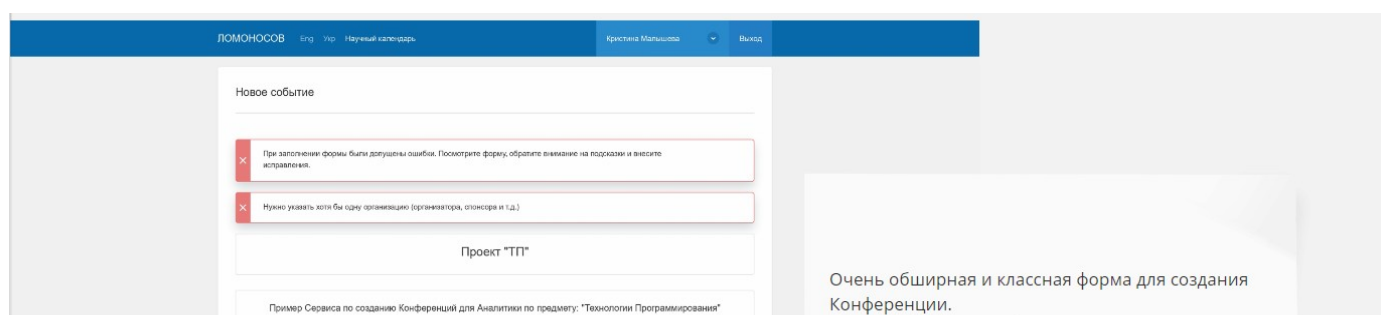 ЛОМОНОСОВ Eng Укр Научный календарь Кристина Малышева Выход
Новое событие
При заполнении формы были допущены ошибки. Посмотрите форму, обратите внимание на подсказки и внесите
исправления.
Нужно указать хотя бы одну организацию (организатора, спонсора и т.д.)
Проект "ТП"
Пример Сервиса по созданию Конференций для Аналитики по предмету: "Технологии Программирования"
Очень обширная и классная форма для создания
Конференции.